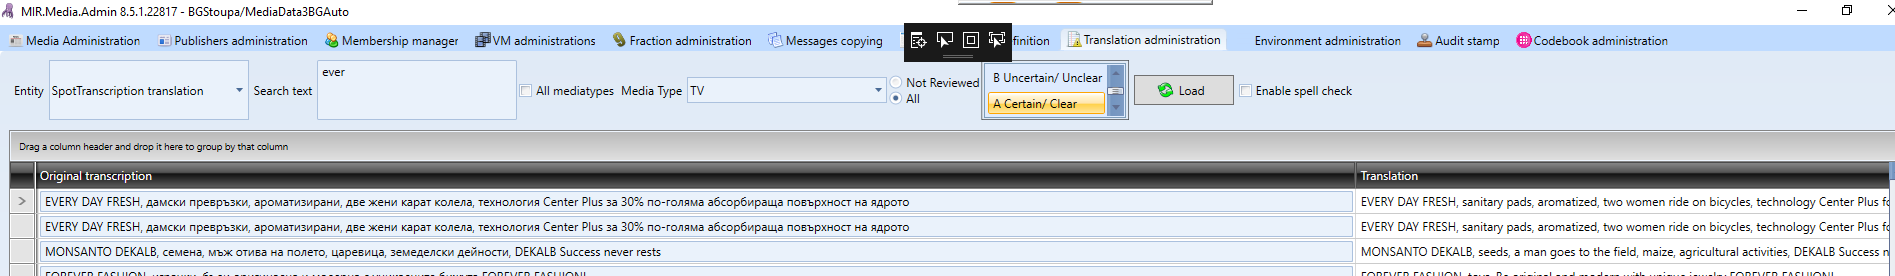 MIR.Media.Admin 8.5.1.22817 - BGStoupa/MediaData3BGAuto
Media Administration Publishers administration Membership manager VM administrations Fraction administration Messages copying finition Translation administration Environment administration Audit stamp Codebook administration
Entity SpotTranscription translation Search text ever All mediatypes Media Type TV Not Reviewed All B Uncertain/ Unclear A Certain/ Clear Load Enable spell check
Drag a column header and drop it here to group by that column
Original transcription Translation
EVERY DAY FRESH, дамски превръзки, ароматизирани, две жени карат колела, технология Center Plus за 30% по-голяма абсорбираща повърхност на ядрото EVERY DAY FRESH, sanitary pads, aromatized, two women ride on bicycles, technology Center Plus fo
EVERY DAY FRESH, дамски превръзки, ароматизирани, две жени карат колела, технология Center Plus за 30% по-голяма абсорбираща повърхност на ядрото EVERY DAY FRESH, sanitary pads, aromatized, two women ride on bicycles, technology Center Plus fo
MONSANTO DEKALB, семена, мъж отива на полето, царевица, земеделски дейности, DEKALB Success never rests MONSANTO DEKALB, seeds, a man goes to the field, maize, agricultural activities, DEKALB Success n